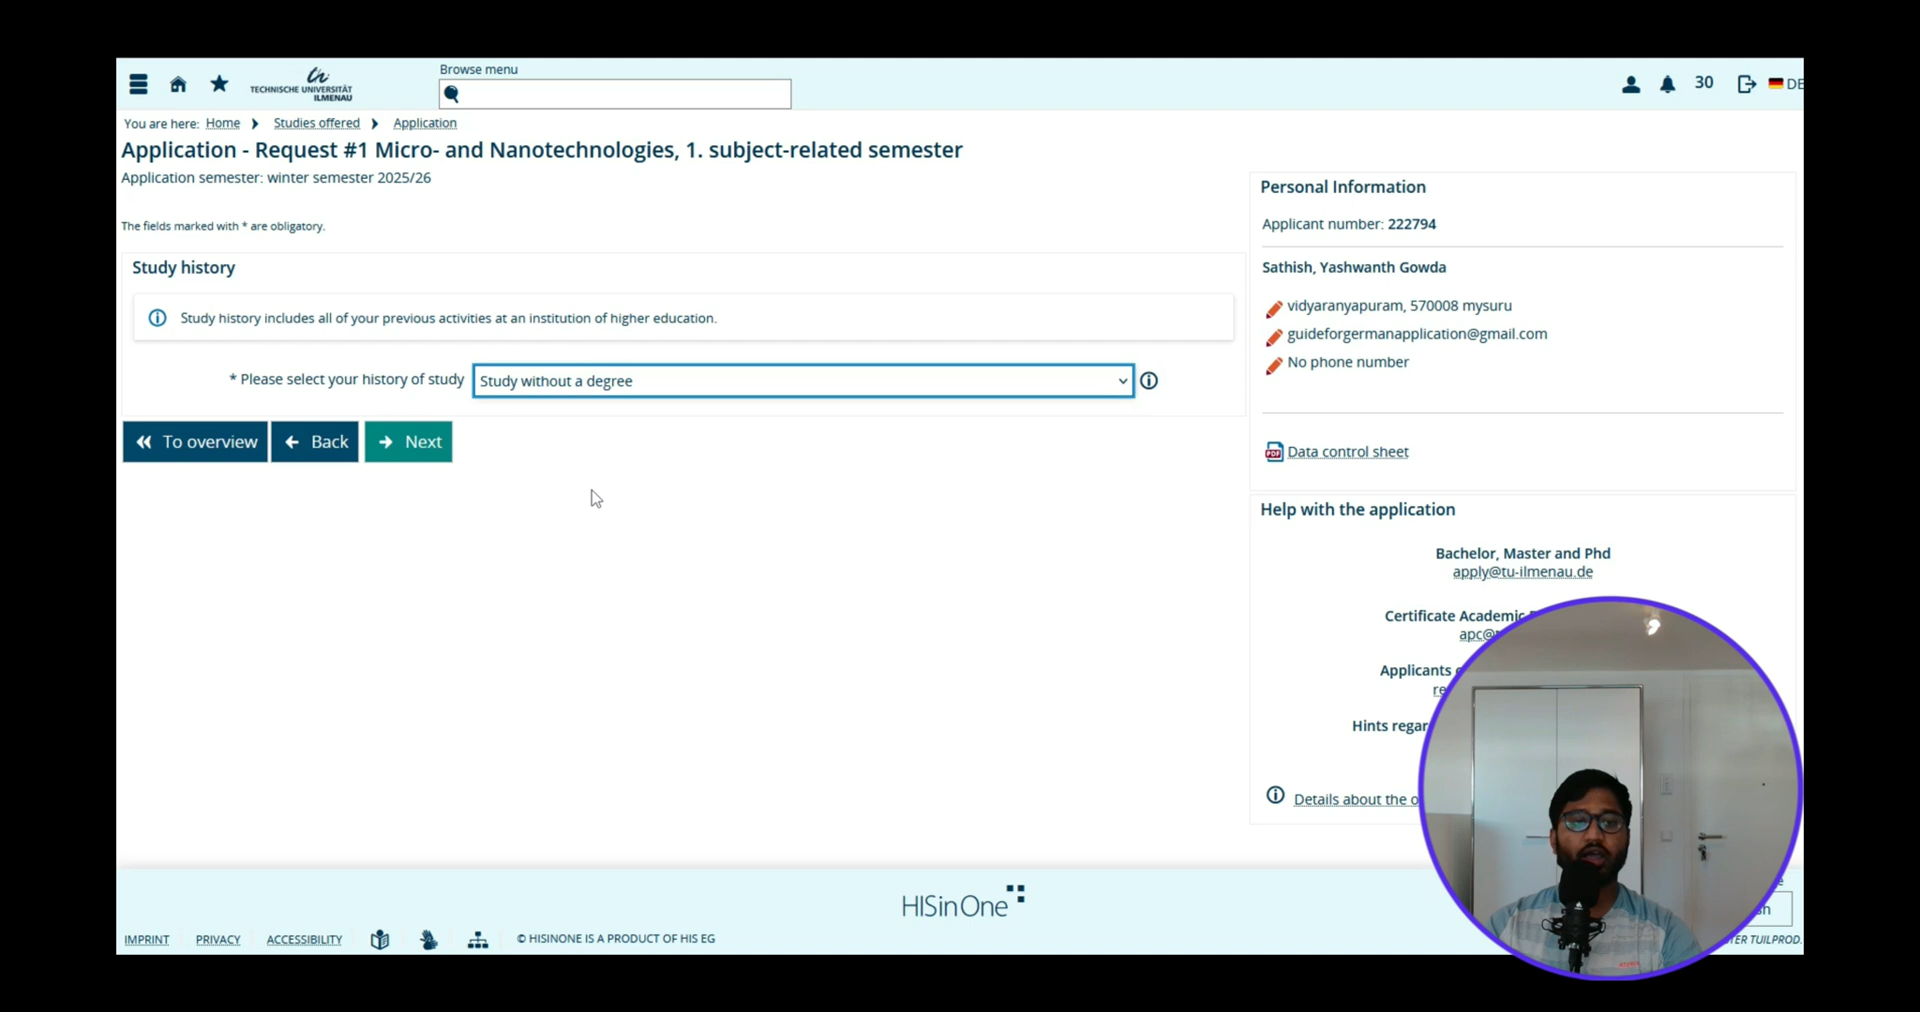 Browse menu
TECHNISCHE UNIVERSITÄT
ILMENAU
30
DE
You are here: Home Studies offered Application
Application - Request #1 Micro- and Nanotechnologies, 1. subject-related semester
Application semester: winter semester 2025/26
The fields marked with * are obligatory.
Study history
Study history includes all of your previous activities at an institution of higher education.
* Please select your history of study
Study without a degree
To overview
Back
Next
Personal Information
Applicant number: 222794
Sathish, Yashwanth Gowda
vidyaranyapuram, 570008 mysuru
guideforgermanapplication@gmail.com
No phone number
PDF
Data control sheet
Help with the application
Bachelor, Master and Phd
apply@tu-ilmenau.de
Certificate Academic
apc@
Applicants
Hints regar
Details about the o
HISinOne
IMPRINT
PRIVACY
ACCESSIBILITY
© HISINONE IS A PRODUCT OF HIS EG
TUILPROD.